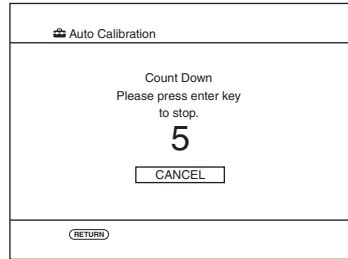 Auto Calibration
Count Down
Please press enter key
to stop.
5
CANCEL
RETURN